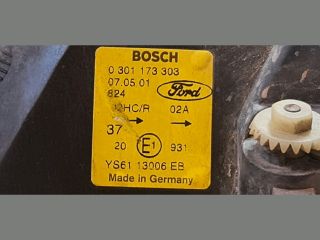 BOSCH
0 301 173 303
07.05.01
824 Ford
HC/R 02A
37
20 E1 931
YS61 13006 EB
Made in Germany